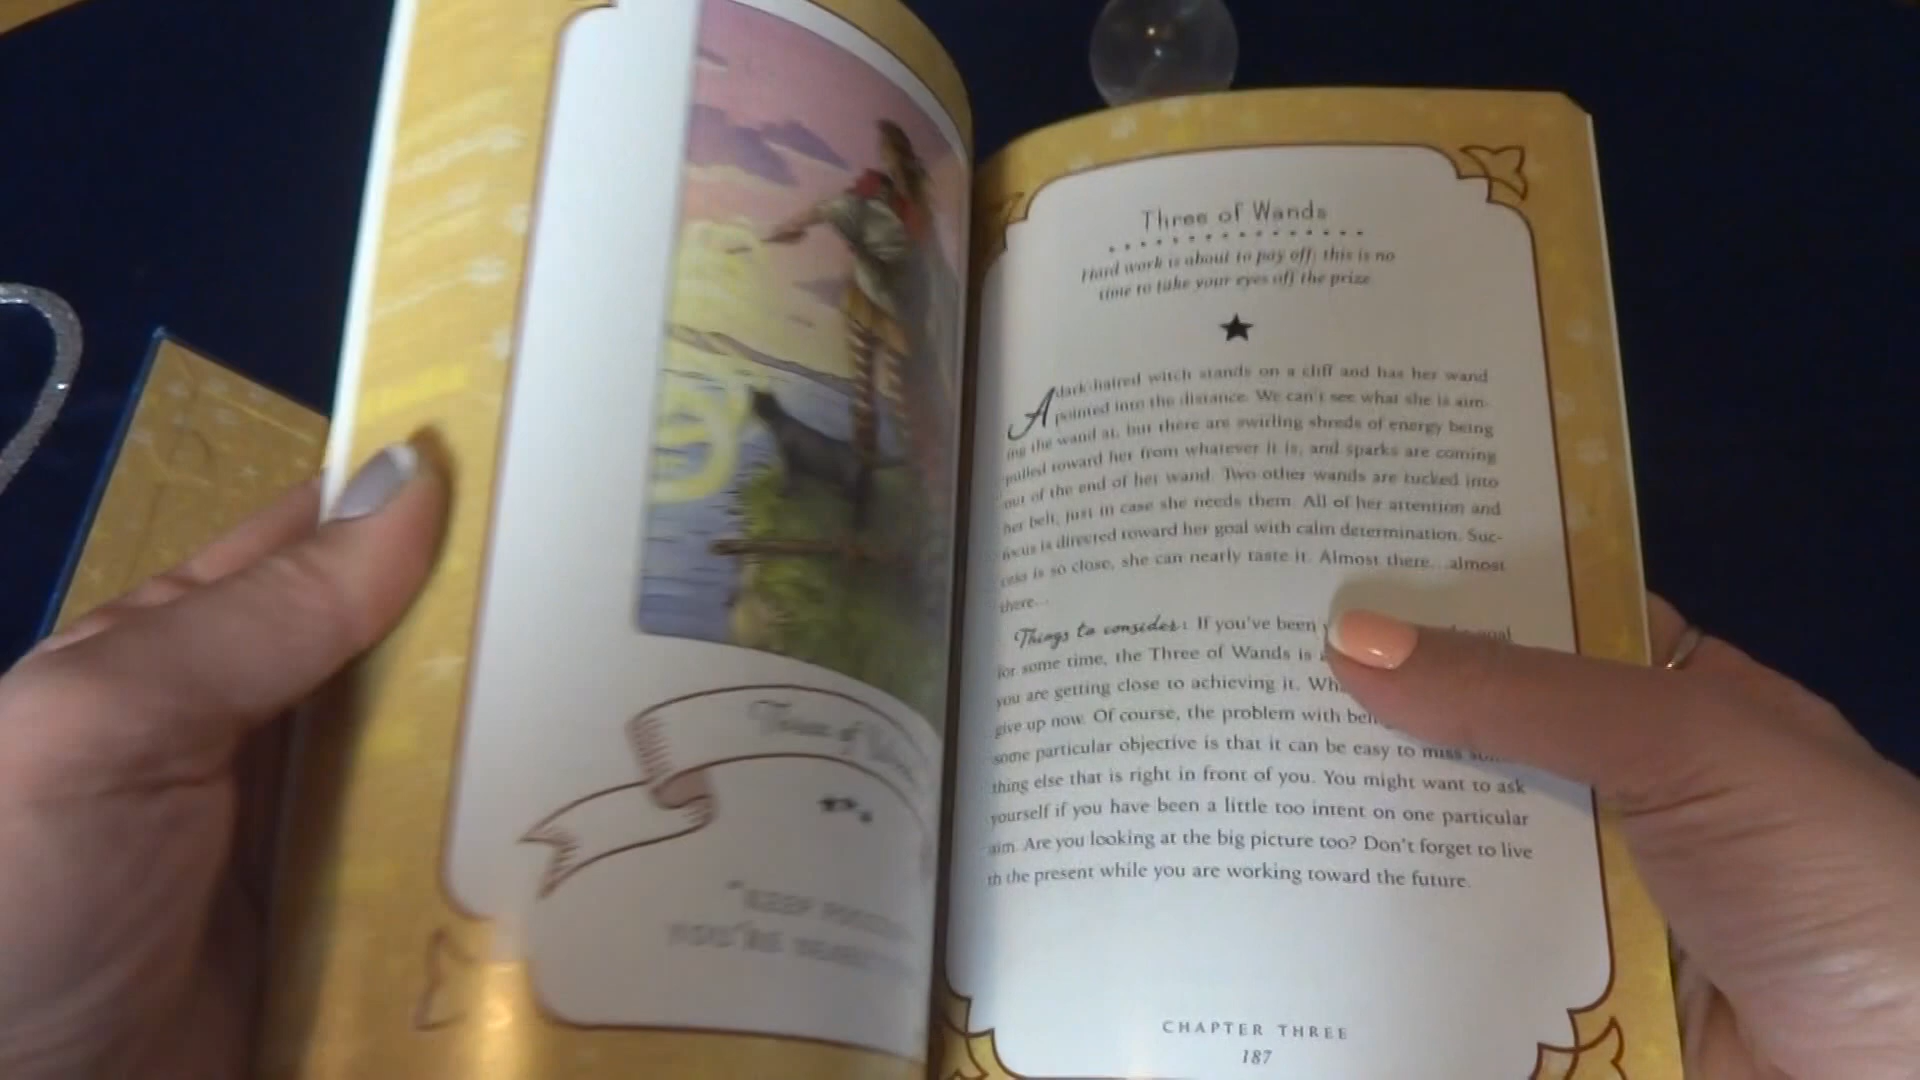 Three of
"KEEP
YOU'RE
Three of Wands
Hard work is about to pay off; this is no
time to take your eyes off the prize
A dark-haired witch stands on a cliff and has her wand
pointed into the distance. We can't see what she is aim-
ing the wand at, but there are swirling shreds of energy being
pulled toward her from whatever it is, and sparks are coming
out of the end of her wand. Two other wands are tucked into
her belt, just in case she needs them. All of her attention and
focus is directed toward her goal with calm determination. Suc-
cess is so close, she can nearly taste it. Almost there...almost
there...
Things to consider: If you've been goal
for some time, the Three of Wands is
you are getting close to achieving it.
give up now. Of course, the problem with
some particular objective is that it can be easy to miss some-
thing else that is right in front of you. You might want to ask
yourself if you have been a little too intent on one particular
aim. Are you looking at the big picture too? Don't forget to live
in the present while you are working toward the future.
CHAPTER THREE
187